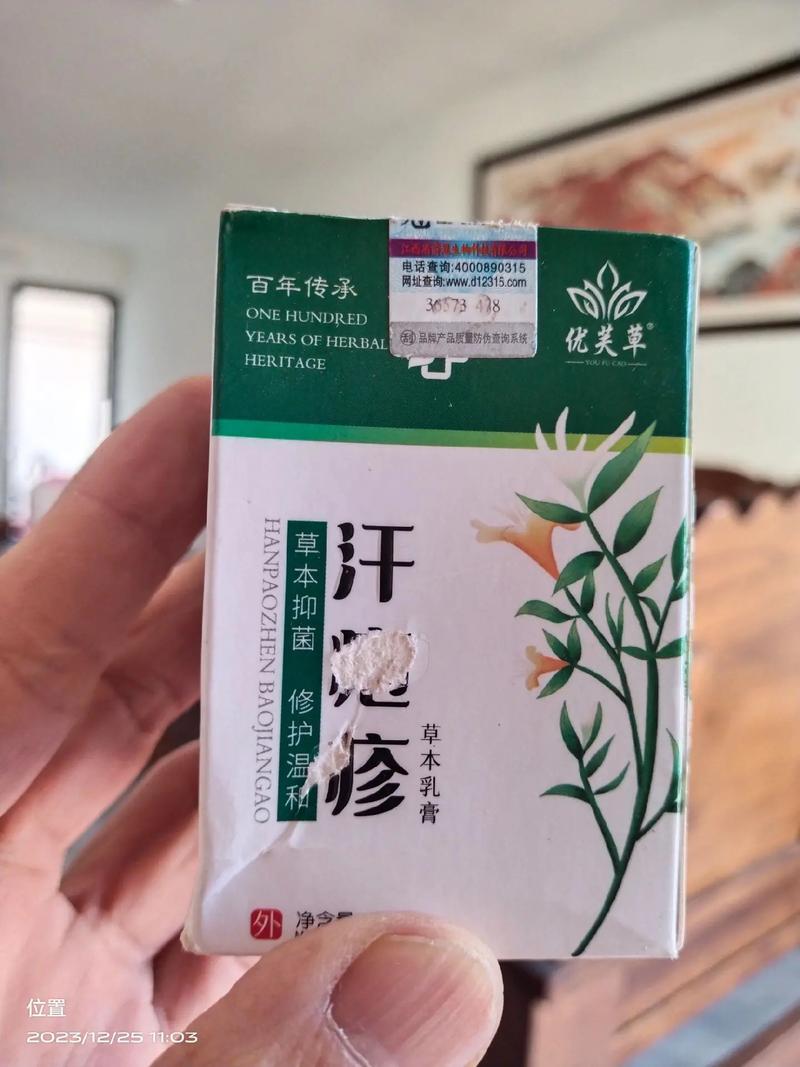 百年传承
ONE HUNDRED
YEARS OF HERBAL
HERITAGE
电话查询:4000890315
网址查询:www.d12315.com
刮 品牌产品质量防伪查询系统
优芙草®
YOU FU CAO
汗疱疹
草本乳膏
草本抑菌 修护温和
HANPAOZHEN BAOJIANGAO
外
净含
位置
2023/12/25 11:03